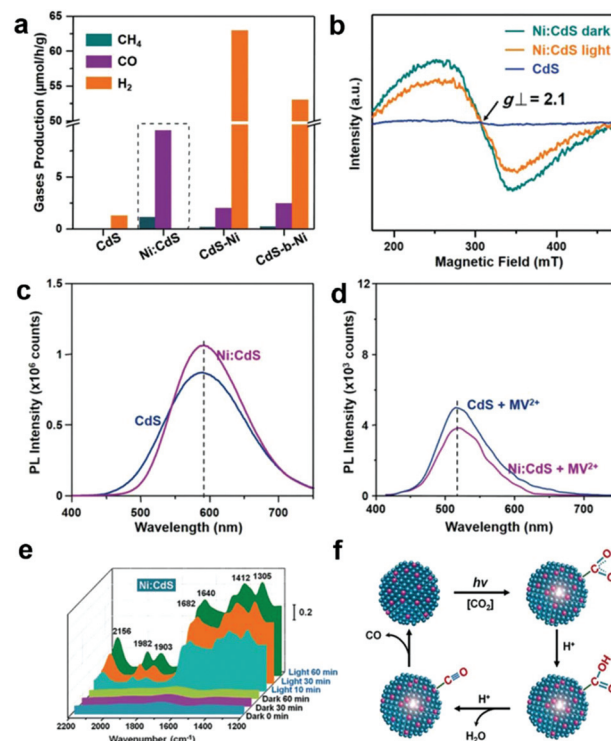 a
CH₄
CO
H₂
Gases Production (μmol/h/g)
65
60
55
50
5
0
CdS
Ni:CdS
CdS-Ni
CdS-b-Ni
b
Ni:CdS dark
Ni:CdS light
CdS
g⊥ = 2.1
Intensity (a.u.)
200
300
400
Magnetic Field (mT)
c
PL Intensity (x10⁶ counts)
1.5
1
0.5
0
Ni:CdS
CdS
400
500
600
700
Wavelength (nm)
d
PL Intensity (x10³ counts)
12
8
4
0
CdS + MV²⁺
Ni:CdS + MV²⁺
400
500
600
700
Wavelength (nm)
e
Ni:CdS
2156
1982
1903
1682
1640
1412
1305
0.2
Light 60 min
Light 30 min
Light 10 min
Dark 60 min
Dark 30 min
Dark 0 min
2200
2000
1800
1600
1400
1200
Wavenumber (cm⁻¹)
f
hν
[CO₂]
C
O
O
H⁺
C
OH
O
H⁺
H₃O
C
O
CO